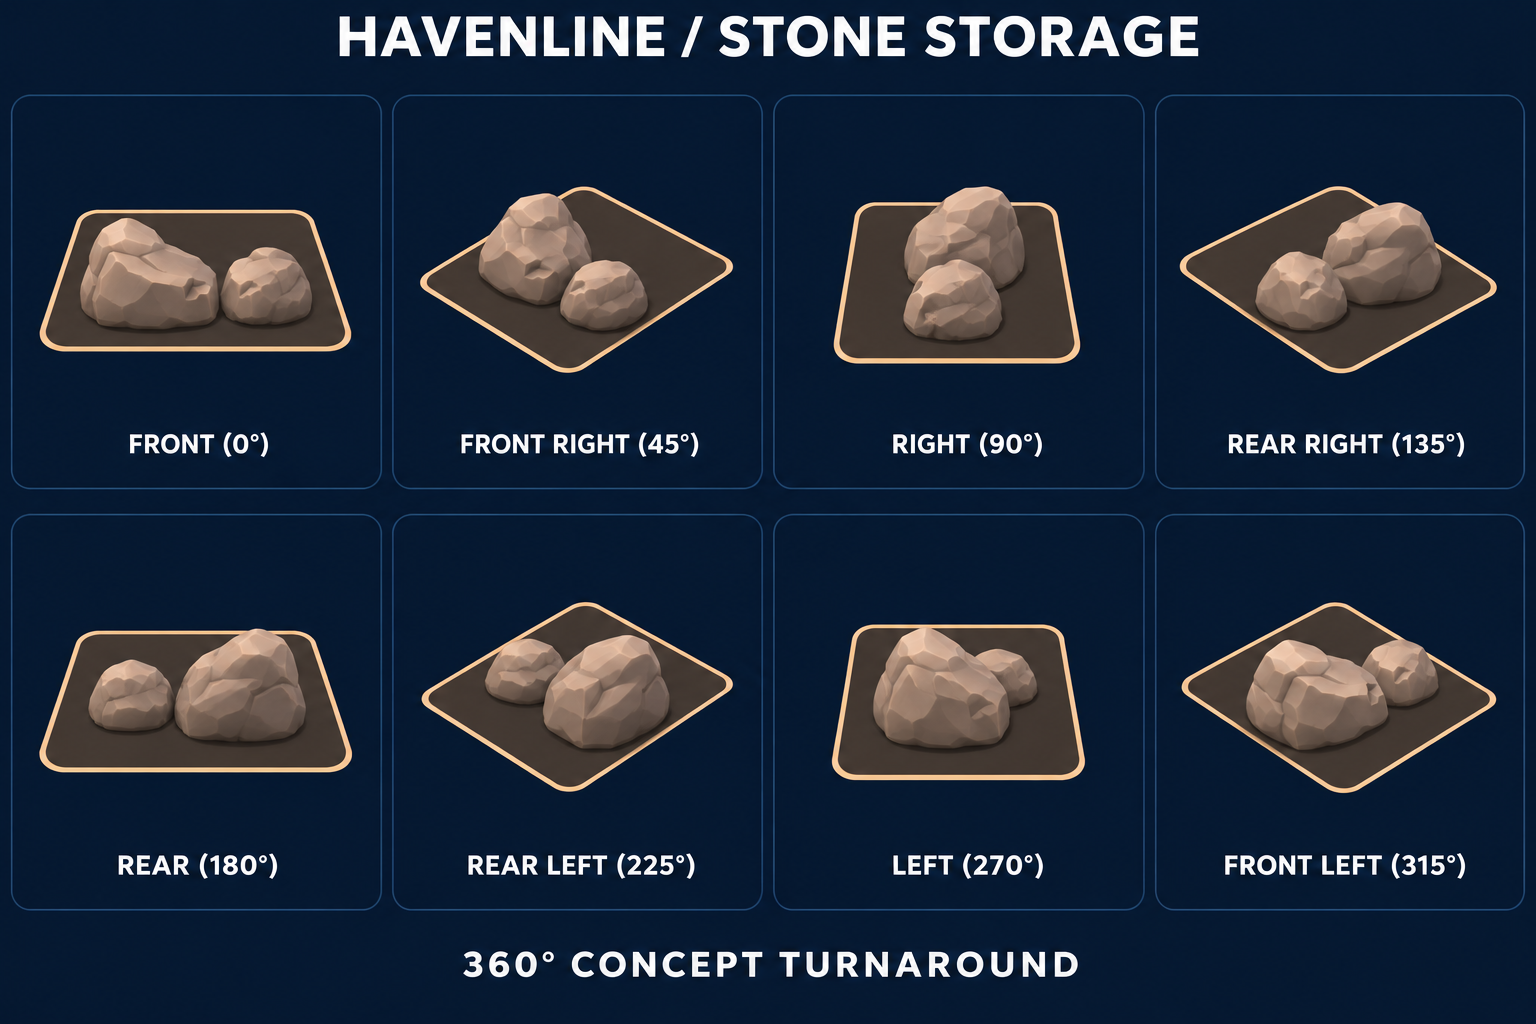 HAVENLINE / STONE STORAGE
FRONT (0°)
FRONT RIGHT (45°)
RIGHT (90°)
REAR RIGHT (135°)
REAR (180°)
REAR LEFT (225°)
LEFT (270°)
FRONT LEFT (315°)
360° CONCEPT TURNAROUND